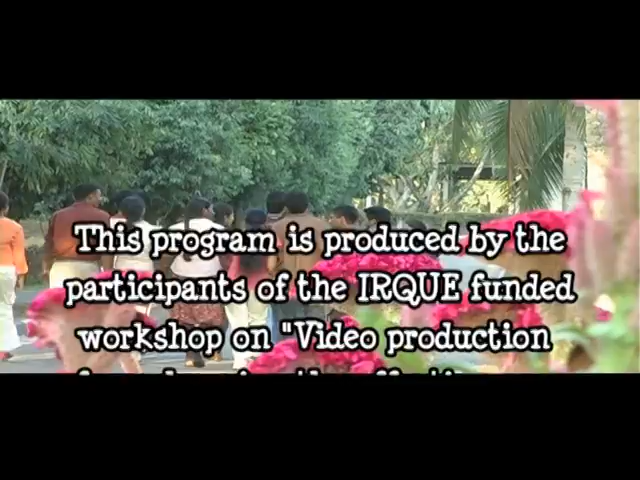 This program is produced by the
participants of the IRQUE funded
workshop on "Video production